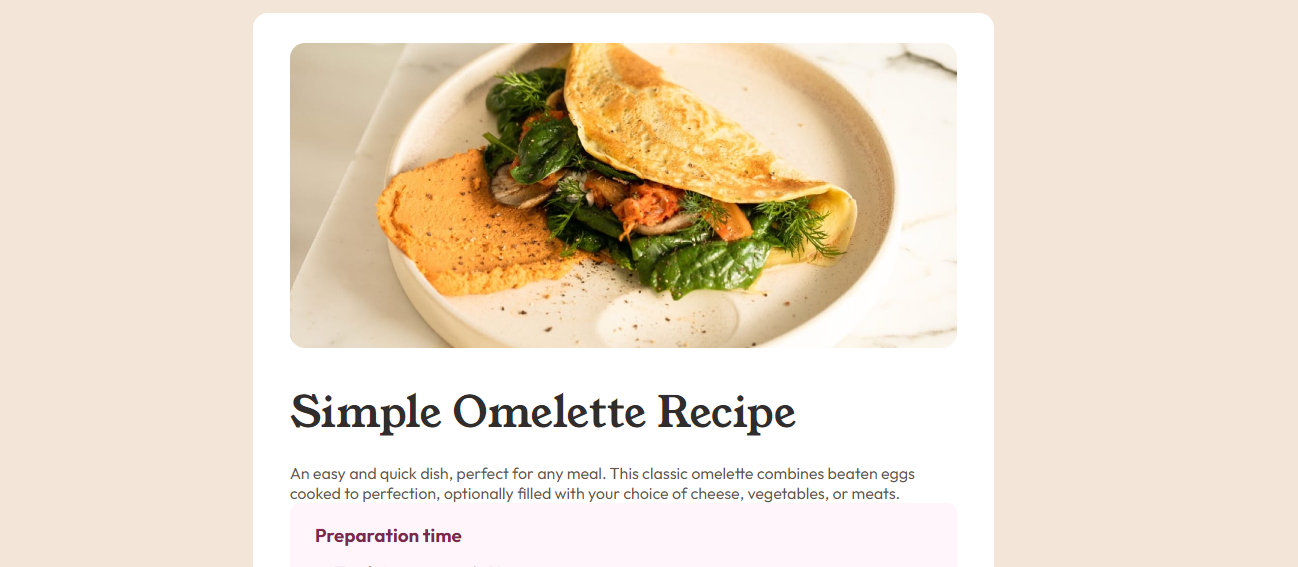 Simple Omelette Recipe
An easy and quick dish, perfect for any meal. This classic omelette combines beaten eggs
cooked to perfection, optionally filled with your choice of cheese, vegetables, or meats.
Preparation time